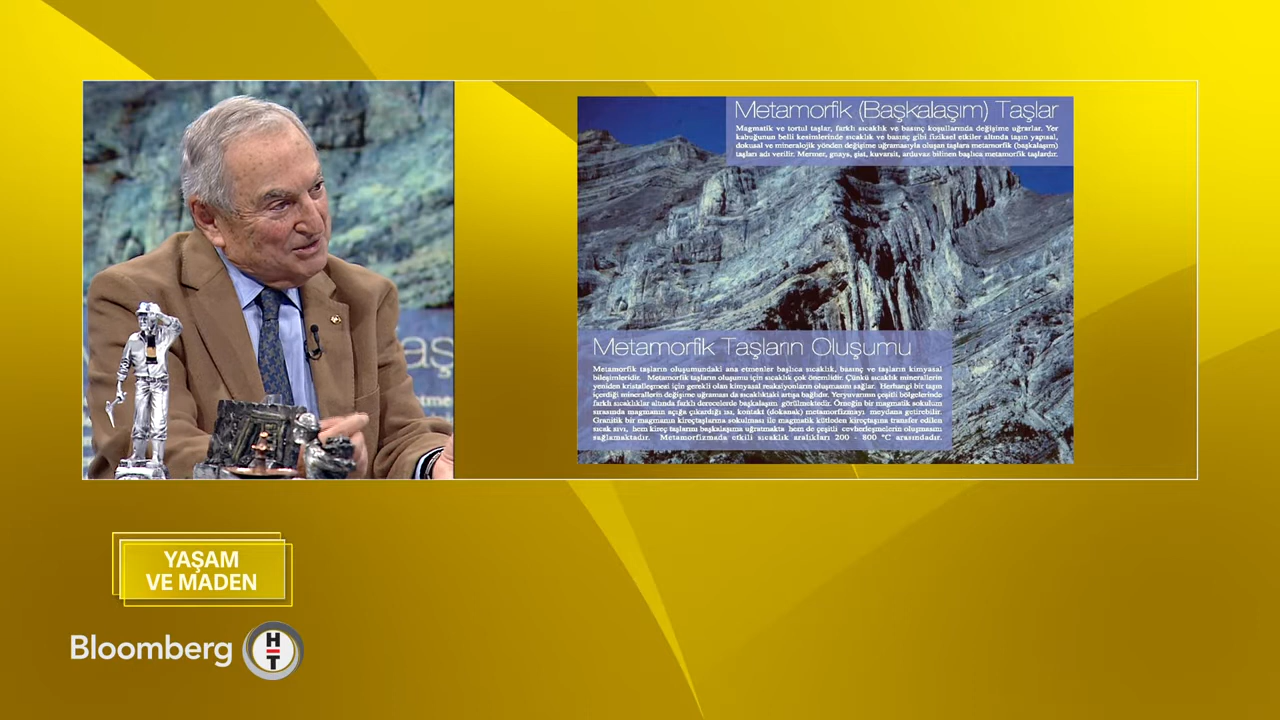 Metamorfik (Başkalaşım) Taşlar
Magmatik ve tortul taşlar, farklı sıcaklık ve basınç koşullarında değişime uğrarlar. Yer
kabuğunun belli kesimlerinde sıcaklık ve basınç gibi fiziksel etkiler altında taşın yapısal,
dokusal ve mineralojik yönden değişime uğramasıyla oluşan taşlara metamorfik (başkalaşım)
taşları adı verilir. Mermer, gnays, şist, kuvarsit, arduvaz bilinen başlıca metamorfik taşlardır.
Metamorfik Taşların Oluşumu
Metamorfik taşların oluşumundaki ana etmenler başlıca sıcaklık, basınç ve taşların kimyasal
bileşimleridir. Metamorfik taşların oluşumu için sıcaklık çok önemlidir. Çünkü sıcaklık minerallerin
yeniden kristalleşmesi için gerekli olan kimyasal reaksiyonların oluşmasını sağlar. Herhangi bir taşın
içerdiği minerallerin değişime uğraması da sıcaklıktaki artışa bağlıdır. Yeryuvarının çeşitli bölgelerinde
farklı sıcaklıklar altında farklı derecelerde başkalaşım görülmektedir. Örneğin bir magmatik sokulum
sırasında magmanın açığa çıkardığı ısı, kontakt (dokanak) metamorfizmayı meydana getirebilir.
Granitik bir magmanın kireçtaşlarına sokulması ile magmatik kütleden kireçtaşına transfer edilen
sıcak sıvı, hem kireç taşlarını başkalaşıma uğratmakta hem de çeşitli cevherleşmelerin oluşmasını
sağlamaktadır. Metamorfizmada etkili sıcaklık aralıkları 200 - 800 °C arasındadır.
YAŞAM
VE MADEN
Bloomberg HT